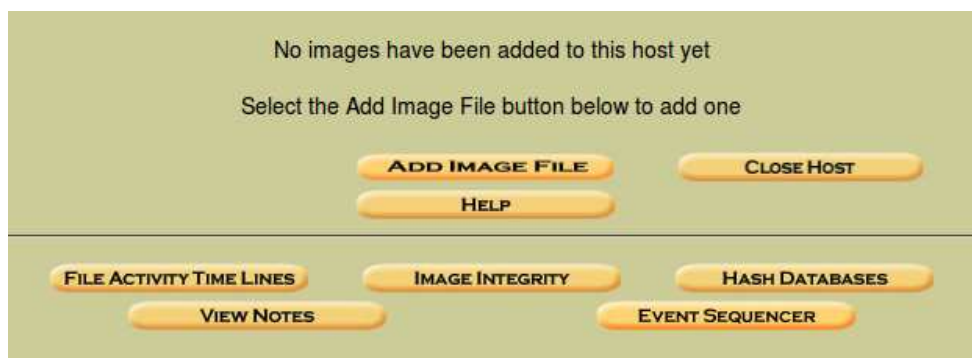 No images have been added to this host yet
Select the Add Image File button below to add one
ADD IMAGE FILE CLOSE HOST
HELP
FILE ACTIVITY TIME LINES IMAGE INTEGRITY HASH DATABASES
VIEW NOTES EVENT SEQUENCER